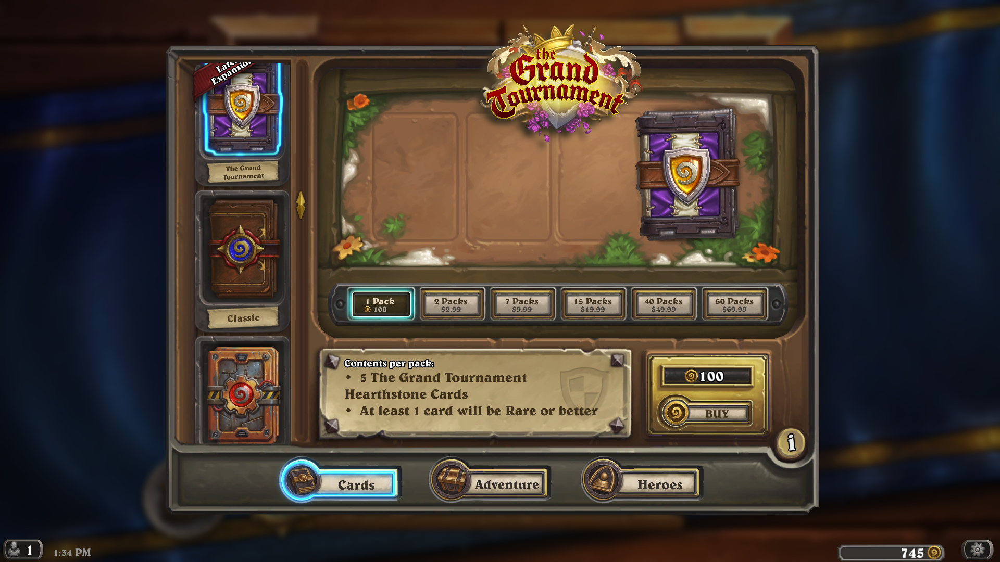 Latest
Expansion
The Grand
Tournament
Classic
the
Grand
Tournament
1 Pack
100
2 Packs
$2.99
7 Packs
$9.99
15 Packs
$19.99
40 Packs
$49.99
60 Packs
$69.99
Contents per pack:
• 5 The Grand Tournament
Hearthstone Cards
• At least 1 card will be Rare or better
100
BUY
i
Cards
Adventure
Heroes
1
1:34 PM
745